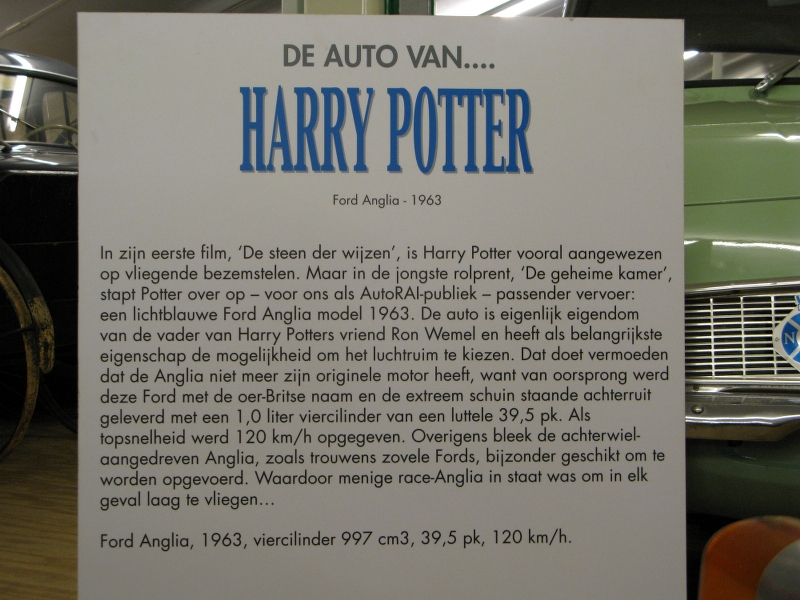 DE AUTO VAN....
HARRY POTTER
Ford Anglia - 1963
In zijn eerste film, ‘De steen der wijzen’, is Harry Potter vooral aangewezen
op vliegende bezemstelen. Maar in de jongste rolprent, ‘De geheime kamer’,
stapt Potter over op – voor ons als AutoRAI-publiek – passender vervoer:
een lichtblauwe Ford Anglia model 1963. De auto is eigenlijk eigendom
van de vader van Harry Potters vriend Ron Wemel en heeft als belangrijkste
eigenschap de mogelijkheid om het luchtruim te kiezen. Dat doet vermoeden
dat de Anglia niet meer zijn originele motor heeft, want van oorsprong werd
deze Ford met de oer-Britse naam en de extreem schuin staande achterruit
geleverd met een 1,0 liter viercilinder van een luttele 39,5 pk. Als
topsnelheid werd 120 km/h opgegeven. Overigens bleek de achterwiel-
aangedreven Anglia, zoals trouwens zovele Fords, bijzonder geschikt om te
worden opgevoerd. Waardoor menige race-Anglia in staat was om in elk
geval laag te vliegen...
Ford Anglia, 1963, viercilinder 997 cm3, 39,5 pk, 120 km/h.